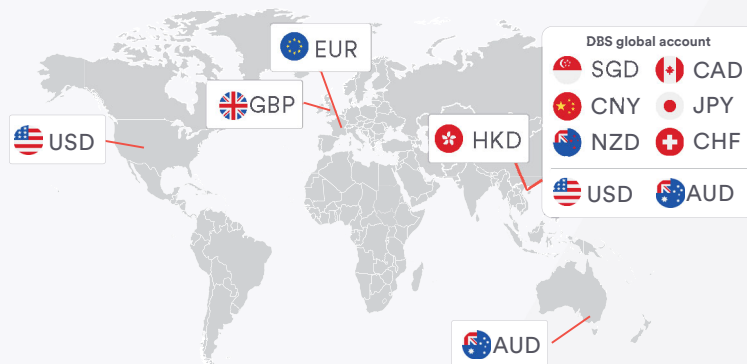 EUR
GBP
USD
HKD
AUD
DBS global account
SGD CAD
CNY JPY
NZD CHF
USD AUD